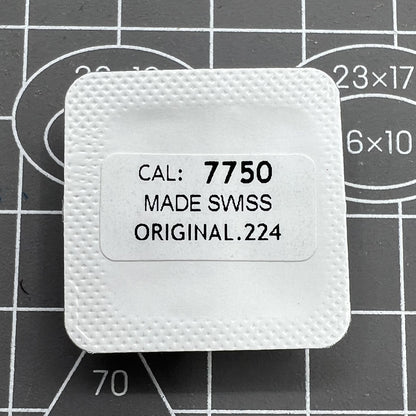 23×17
6×10
CAL: 7750
MADE SWISS
ORIGINAL.224
70